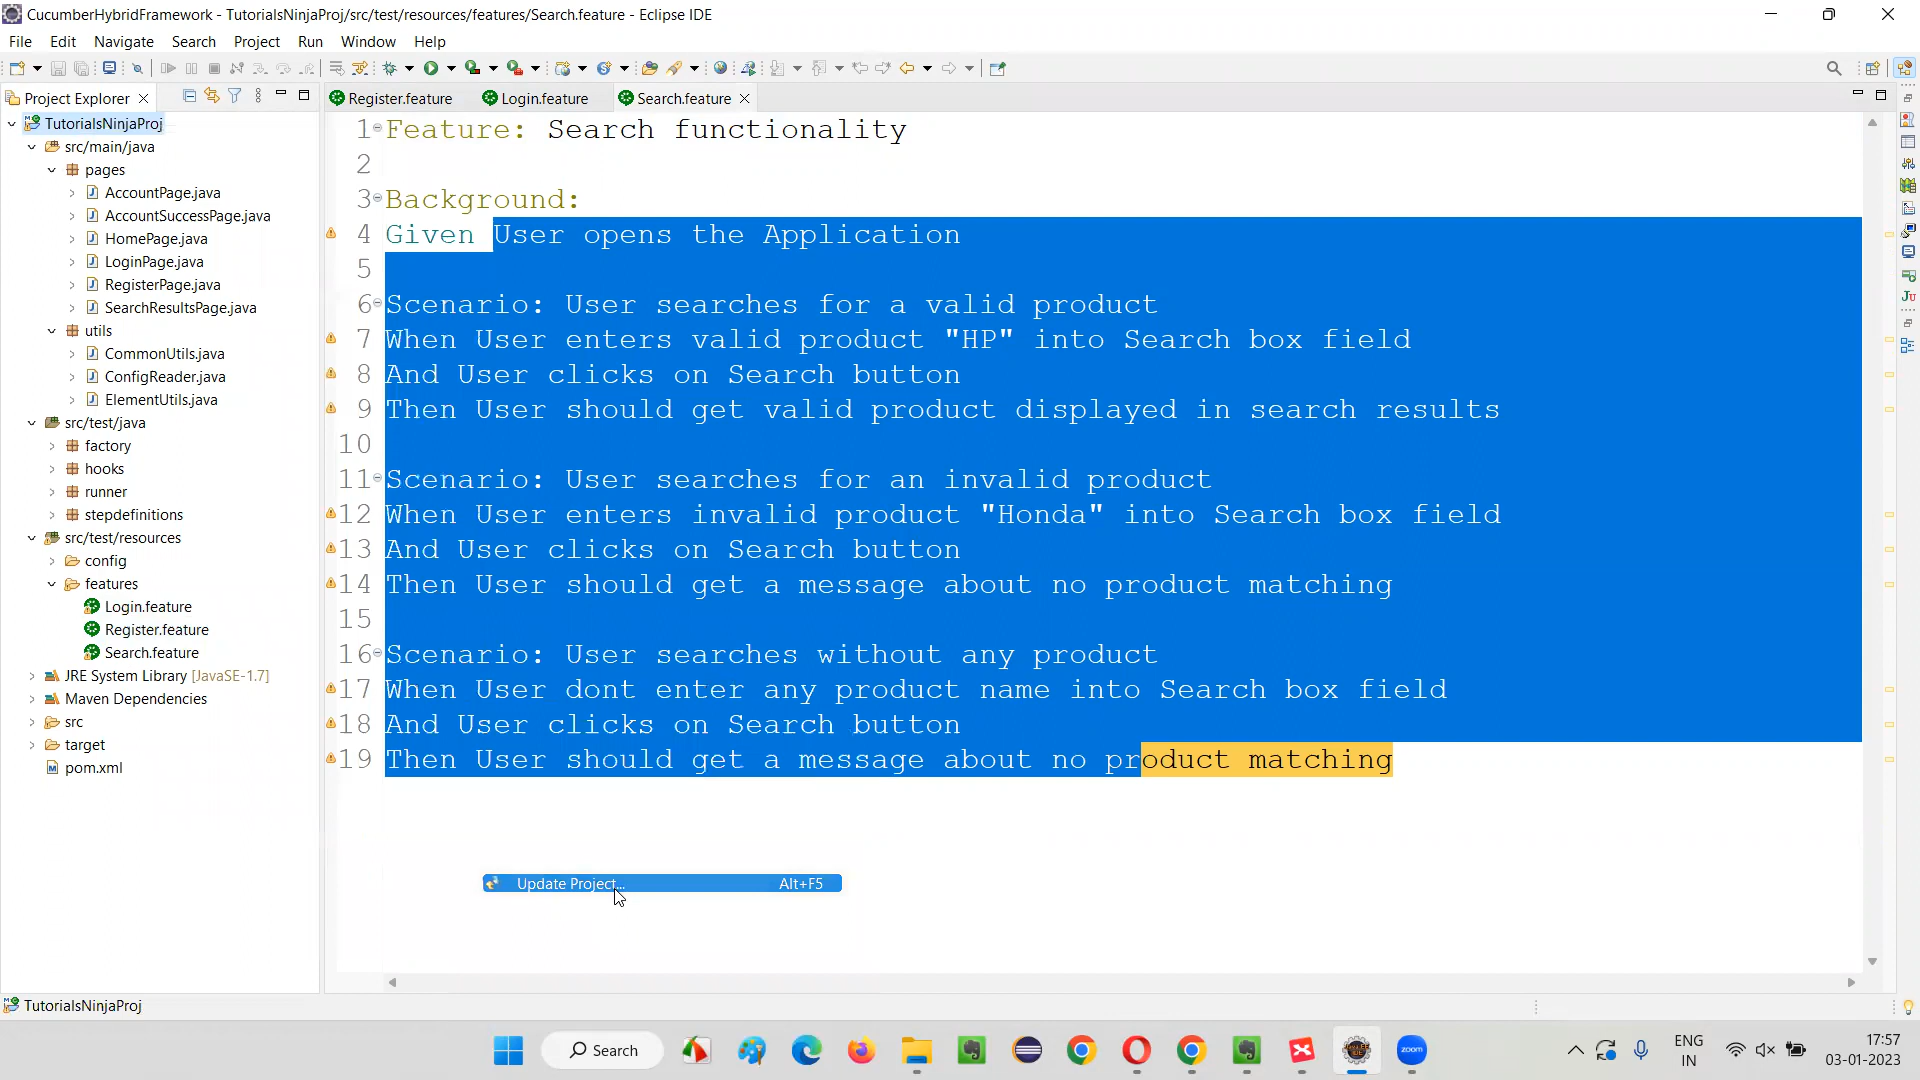 CucumberHybridFramework - TutorialsNinjaProj/src/test/resources/features/Search.feature - Eclipse IDE
File Edit Navigate Search Project Run Window Help
Project Explorer
Register.feature Login.feature Search.feature
TutorialsNinjaProj
src/main/java
pages
AccountPage.java
AccountSuccessPage.java
HomePage.java
LoginPage.java
RegisterPage.java
SearchResultsPage.java
utils
CommonUtils.java
ConfigReader.java
ElementUtils.java
src/test/java
factory
hooks
runner
stepdefinitions
src/test/resources
config
features
Login.feature
Register.feature
Search.feature
JRE System Library [JavaSE-1.7]
Maven Dependencies
src
target
pom.xml
1 Feature: Search functionality
2
3 Background:
4 Given User opens the Application
5
6 Scenario: User searches for a valid product
7 When User enters valid product "HP" into Search box field
8 And User clicks on Search button
9 Then User should get valid product displayed in search results
10
11 Scenario: User searches for an invalid product
12 When User enters invalid product "Honda" into Search box field
13 And User clicks on Search button
14 Then User should get a message about no product matching
15
16 Scenario: User searches without any product
17 When User dont enter any product name into Search box field
18 And User clicks on Search button
19 Then User should get a message about no product matching
Update Project... Alt+F5
TutorialsNinjaProj
Search
zoom
ENG
IN
17:57
03-01-2023